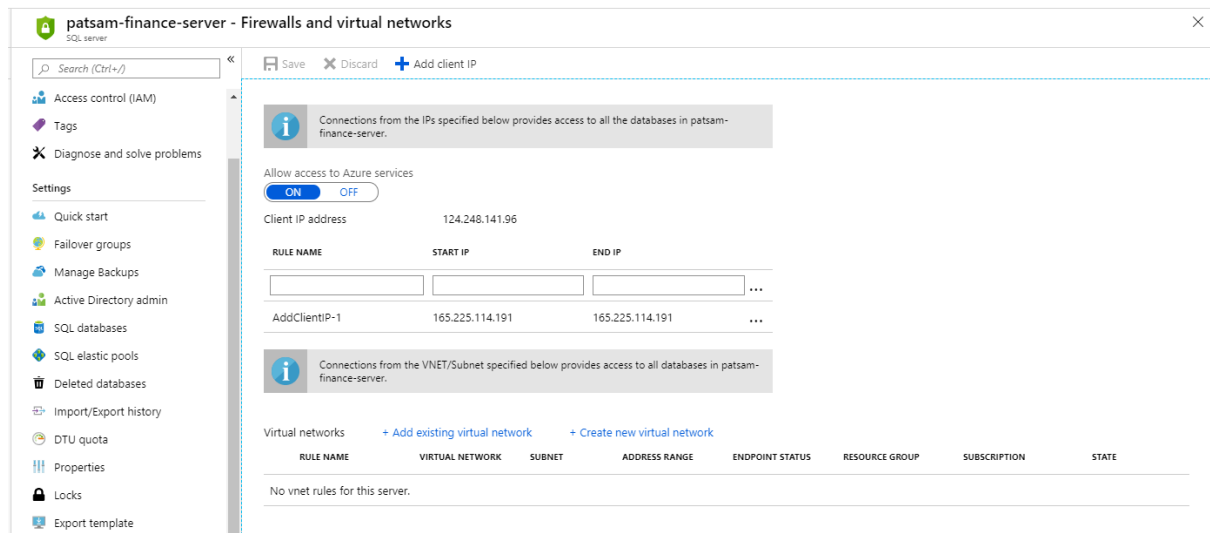 patsam-finance-server - Firewalls and virtual networks
SQL server
Search (Ctrl+/)
«
Access control (IAM)
Tags
Diagnose and solve problems
Settings
Quick start
Failover groups
Manage Backups
Active Directory admin
SQL databases
SQL elastic pools
Deleted databases
Import/Export history
DTU quota
Properties
Locks
Export template
Save Discard Add client IP
Connections from the IPs specified below provides access to all the databases in patsam-
finance-server.
Allow access to Azure services
ON OFF
Client IP address 124.248.141.96
RULE NAME START IP END IP
...
AddClientIP-1 165.225.114.191 165.225.114.191 ...
Connections from the VNET/Subnet specified below provides access to all databases in patsam-
finance-server.
Virtual networks + Add existing virtual network + Create new virtual network
RULE NAME VIRTUAL NETWORK SUBNET ADDRESS RANGE ENDPOINT STATUS RESOURCE GROUP SUBSCRIPTION STATE
No vnet rules for this server.